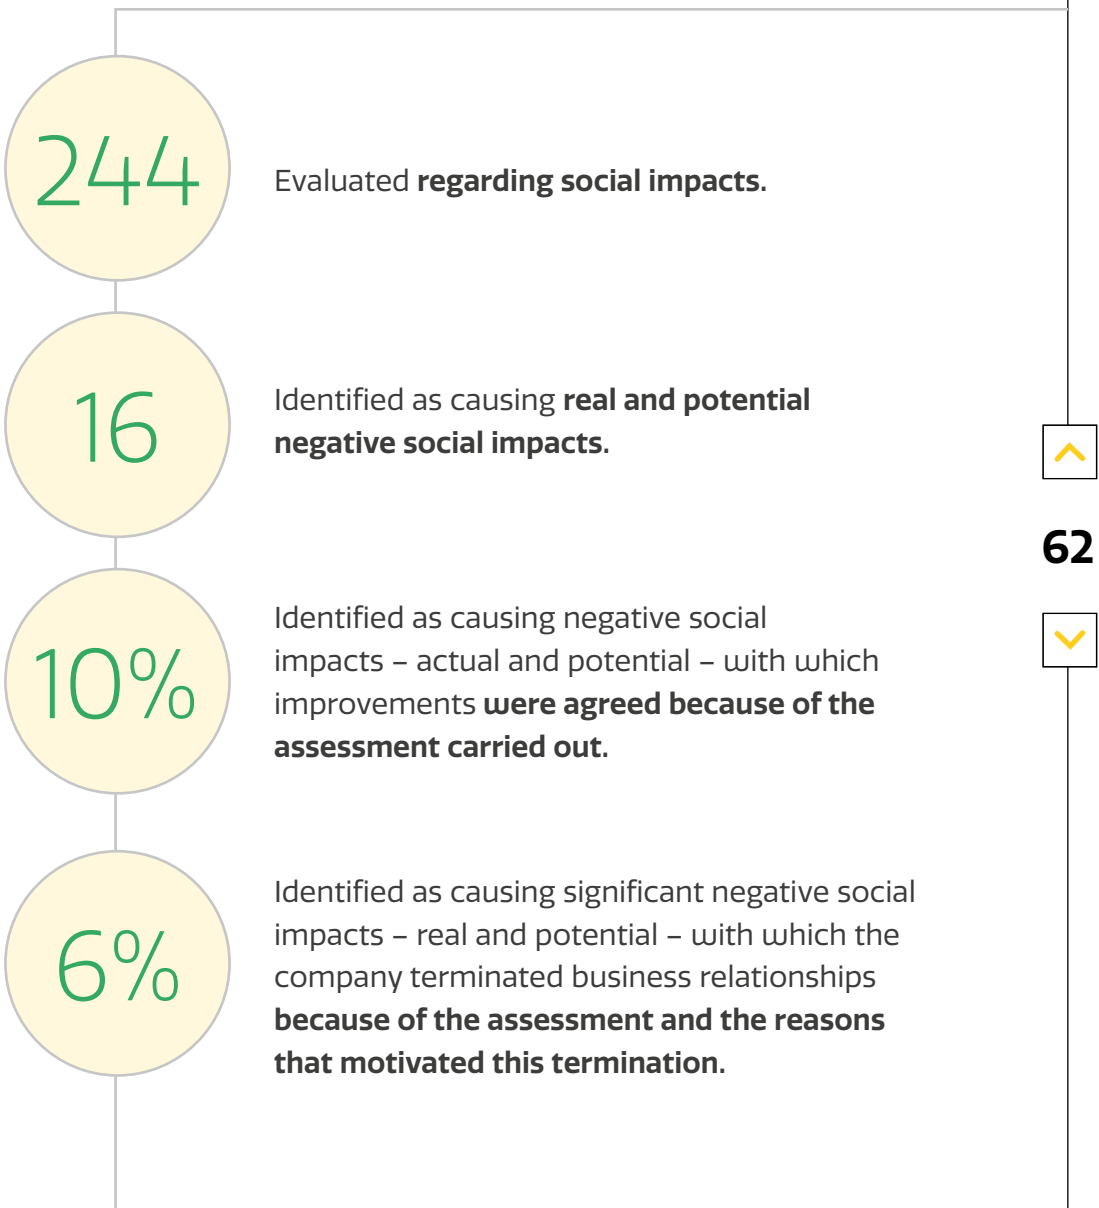 244
Evaluated regarding social impacts.
16
Identified as causing real and potential
negative social impacts.
62
10%
Identified as causing negative social
impacts – actual and potential – with which
improvements were agreed because of the
assessment carried out.
6%
Identified as causing significant negative social
impacts – real and potential – with which the
company terminated business relationships
because of the assessment and the reasons
that motivated this termination.